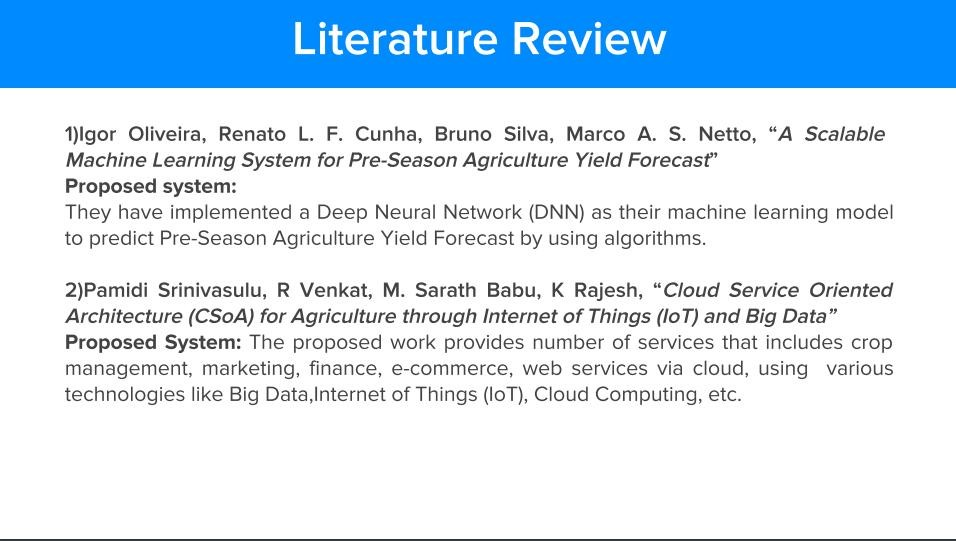 Literature Review
1)Igor Oliveira, Renato L. F. Cunha, Bruno Silva, Marco A. S. Netto, “A Scalable
Machine Learning System for Pre-Season Agriculture Yield Forecast”
Proposed system:
They have implemented a Deep Neural Network (DNN) as their machine learning model
to predict Pre-Season Agriculture Yield Forecast by using algorithms.
2)Pamidi Srinivasulu, R Venkat, M. Sarath Babu, K Rajesh, “Cloud Service Oriented
Architecture (CSoA) for Agriculture through Internet of Things (IoT) and Big Data”
Proposed System: The proposed work provides number of services that includes crop
management, marketing, finance, e-commerce, web services via cloud, using various
technologies like Big Data,Internet of Things (IoT), Cloud Computing, etc.